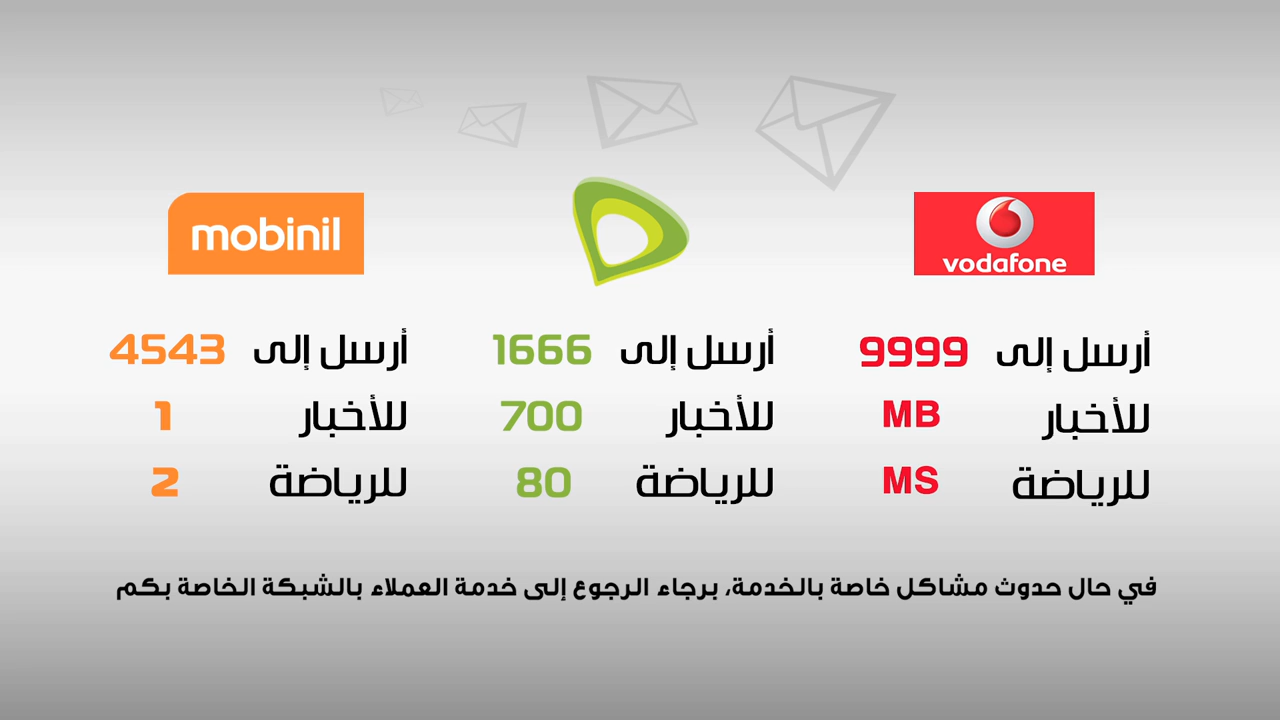 vodafone
أرسل إلى 9999
للأخبار MB
للرياضة MS
أرسل إلى 1666
للأخبار 700
للرياضة 80
mobinil
أرسل إلى 4543
للأخبار 1
للرياضة 2
في حال حدوث مشاكل خاصة بالخدمة، برجاء الرجوع إلى خدمة العملاء بالشبكة الخاصة بكم